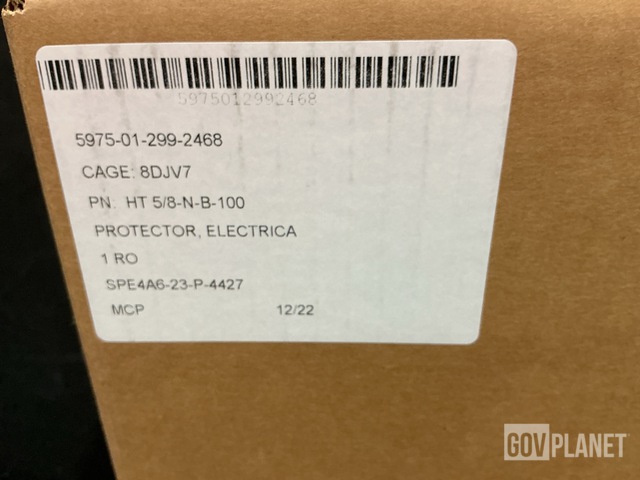 5975012992468
5975-01-299-2468
CAGE: 8DJV7
PN: HT 5/8-N-B-100
PROTECTOR, ELECTRICA
1 RO
SPE4A6-23-P-4427
MCP 12/22
GOVPLANET